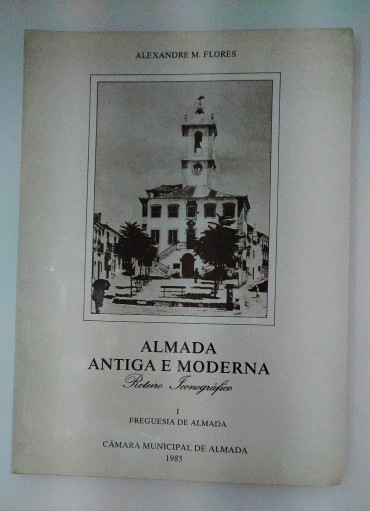 ALEXANDRE M. FLORES
ALMADA
ANTIGA E MODERNA
Roteiro Iconográfico
I
FREGUESIA DE ALMADA
CÂMARA MUNICIPAL DE ALMADA
1985